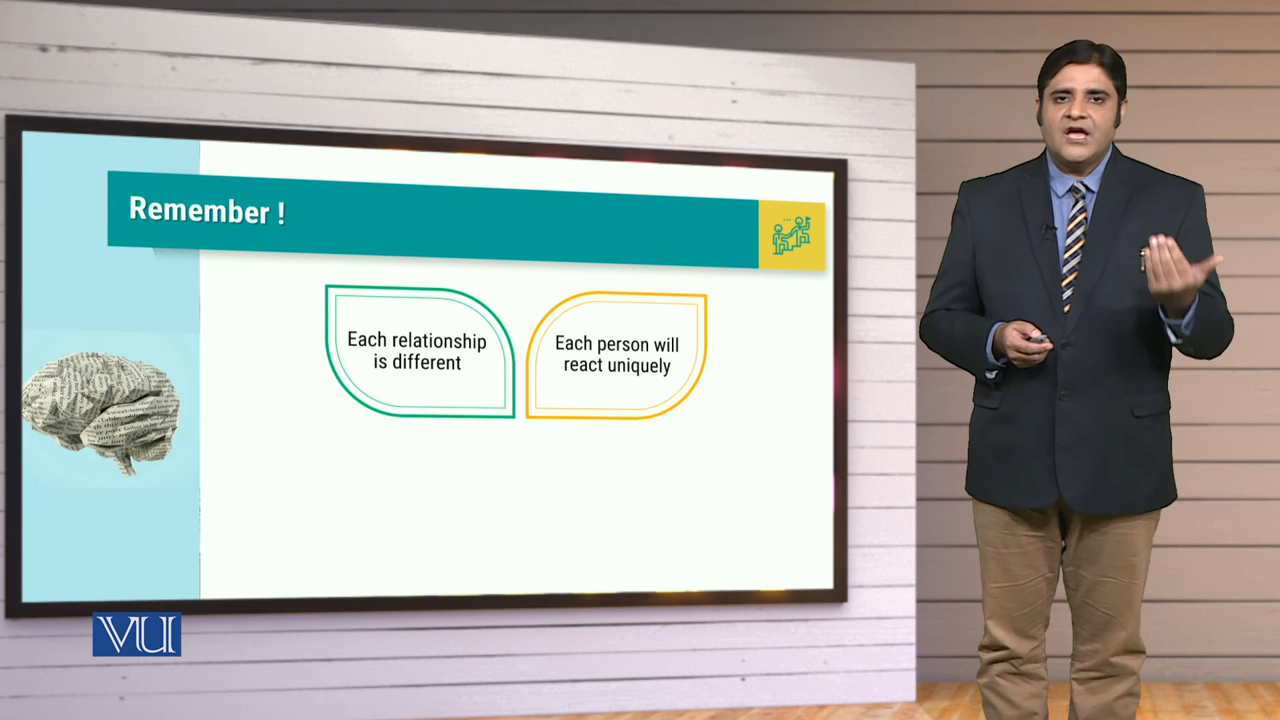 Remember !
Each relationship
is different
Each person will
react uniquely
VU